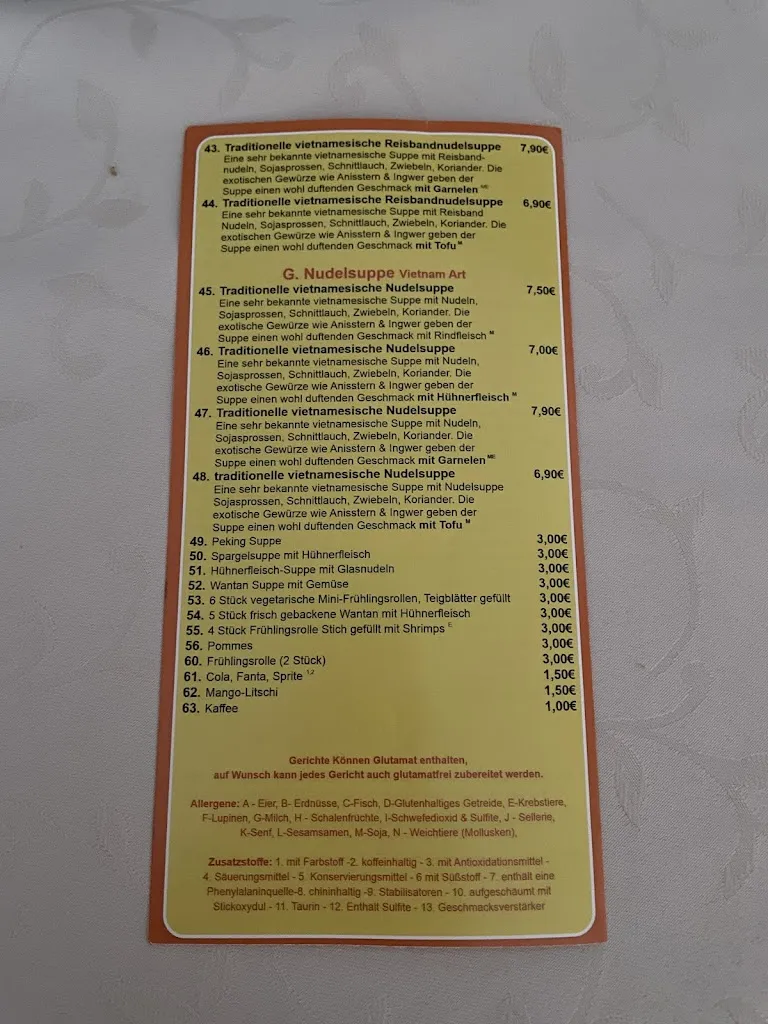 43. Traditionelle vietnamesische Reisbandnudelsuppe 7,90€
Eine sehr bekannte vietnamesische Suppe mit Reisband-
nudeln, Sojasprossen, Schnittlauch, Zwiebeln, Koriander. Die
exotischen Gewürze wie Anisstern & Ingwer geben der
Suppe einen wohl duftenden Geschmack mit Garnelen ME
44. Traditionelle vietnamesische Reisbandnudelsuppe 6,90€
Eine sehr bekannte vietnamesische Suppe mit Reisband
Nudeln, Sojasprossen, Schnittlauch, Zwiebeln, Koriander. Die
exotischen Gewürze wie Anisstern & Ingwer geben der
Suppe einen wohl duftenden Geschmack mit Tofu M
G. Nudelsuppe Vietnam Art
45. Traditionelle vietnamesische Nudelsuppe 7,50€
Eine sehr bekannte vietnamesische Suppe mit Nudeln,
Sojasprossen, Schnittlauch, Zwiebeln, Koriander. Die
exotische Gewürze wie Anisstern & Ingwer geben der
Suppe einen wohl duftenden Geschmack mit Rindfleisch M
46. Traditionelle vietnamesische Nudelsuppe 7,00€
Eine sehr bekannte vietnamesische Suppe mit Nudeln,
Sojasprossen, Schnittlauch, Zwiebeln, Koriander. Die
exotische Gewürze wie Anisstern & Ingwer geben der
Suppe einen wohl duftenden Geschmack mit Hühnerfleisch M
47. Traditionelle vietnamesische Nudelsuppe 7,90€
Eine sehr bekannte vietnamesische Suppe mit Nudeln,
Sojasprossen, Schnittlauch, Zwiebeln, Koriander. Die
exotische Gewürze wie Anisstern & Ingwer geben der
Suppe einen wohl duftenden Geschmack mit Garnelen ME
48. traditionelle vietnamesische Nudelsuppe 6,90€
Eine sehr bekannte vietnamesische Suppe mit Nudelsuppe
Sojasprossen, Schnittlauch, Zwiebeln, Koriander. Die
exotische Gewürze wie Anisstern & Ingwer geben der
Suppe einen wohl duftenden Geschmack mit Tofu M
49. Peking Suppe 3,00€
50. Spargelsuppe mit Hühnerfleisch 3,00€
51. Hühnerfleisch-Suppe mit Glasnudeln 3,00€
52. Wantan Suppe mit Gemüse 3,00€
53. 6 Stück vegetarische Mini-Frühlingsrollen, Teigblätter gefüllt 3,00€
54. 5 Stück frisch gebackene Wantan mit Hühnerfleisch 3,00€
55. 4 Stück Frühlingsrolle Stich gefüllt mit Shrimps E 3,00€
56. Pommes 3,00€
60. Frühlingsrolle (2 Stück) 3,00€
61. Cola, Fanta, Sprite 1,2 1,50€
62. Mango-Litschi 1,50€
63. Kaffee 1,00€
Gerichte Können Glutamat enthalten,
auf Wunsch kann jedes Gericht auch glutamatfrei zubereitet werden.
Allergene: A - Eier, B- Erdnüsse, C-Fisch, D-Glutenhaltiges Getreide, E-Krebstiere,
F-Lupinen, G-Milch, H - Schalenfrüchte, I-Schwefedioxid & Sulfite, J - Sellerie,
K-Senf, L-Sesamsamen, M-Soja, N - Weichtiere (Mollusken),
Zusatzstoffe: 1. mit Farbstoff -2. koffeinhaltig - 3. mit Antioxidationsmittel -
4. Säuerungsmittel - 5. Konservierungsmittel - 6 mit Süßstoff - 7. enthält eine
Phenylalaninquelle-8. chininhaltig -9. Stabilisatoren - 10. aufgeschäumt mit
Stickoxydul - 11. Taurin - 12. Enthält Sulfite - 13. Geschmacksverstärker